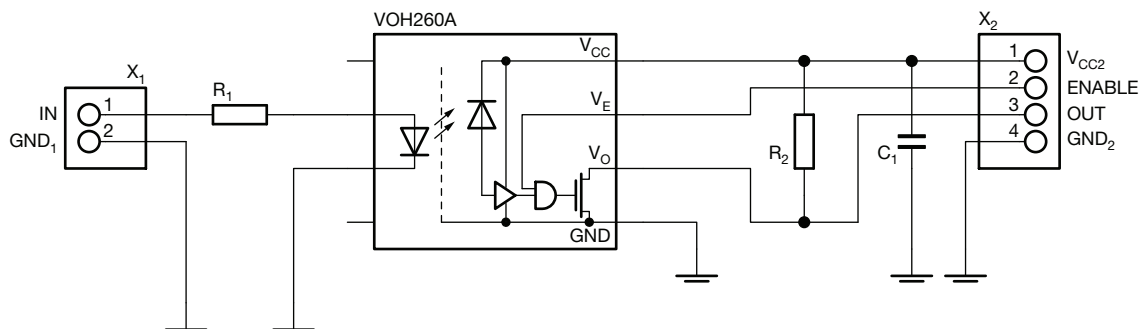 VOH260A
X1
IN
GND1
1
2
R1
VCC
VE
VO
GND
R2
C1
X2
1
2
3
4
VCC2
ENABLE
OUT
GND2